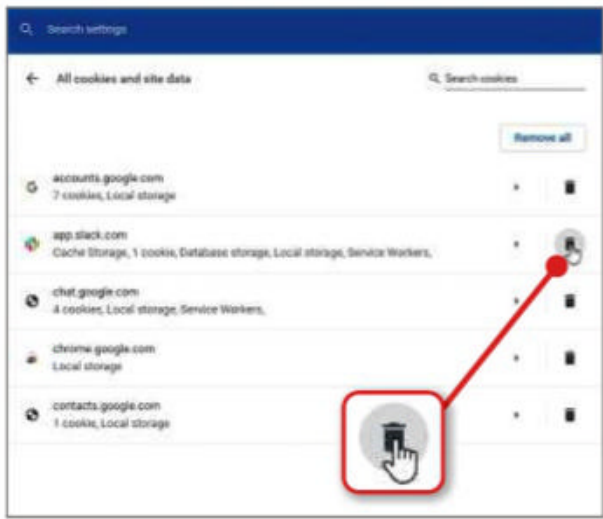 Search settings
All cookies and site data
Search cookies
Remove all
accounts.google.com
7 cookies, Local storage
app.slack.com
Cache Storage, 1 cookie, Database storage, Local storage, Service Workers,
chat.google.com
4 cookies, Local storage, Service Workers,
chrome.google.com
Local storage
contacts.google.com
1 cookie, Local storage